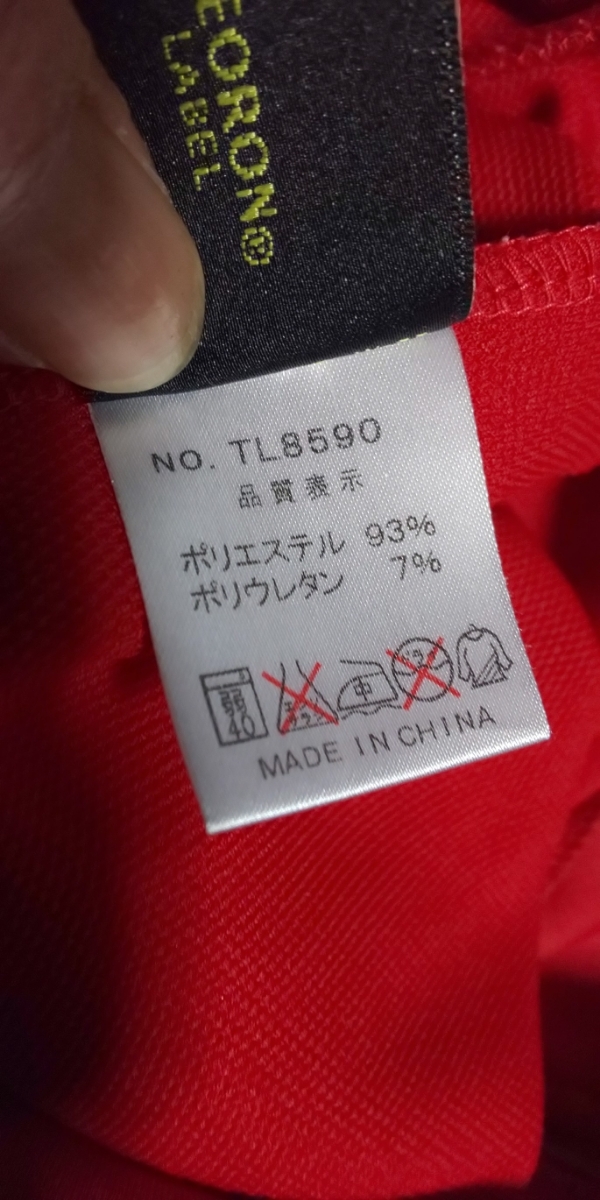 EORON®
LABEL
NO. TL8590
品質表示
ポリエステル 93%
ポリウレタン 7%
弱 40
中
MADE IN CHINA